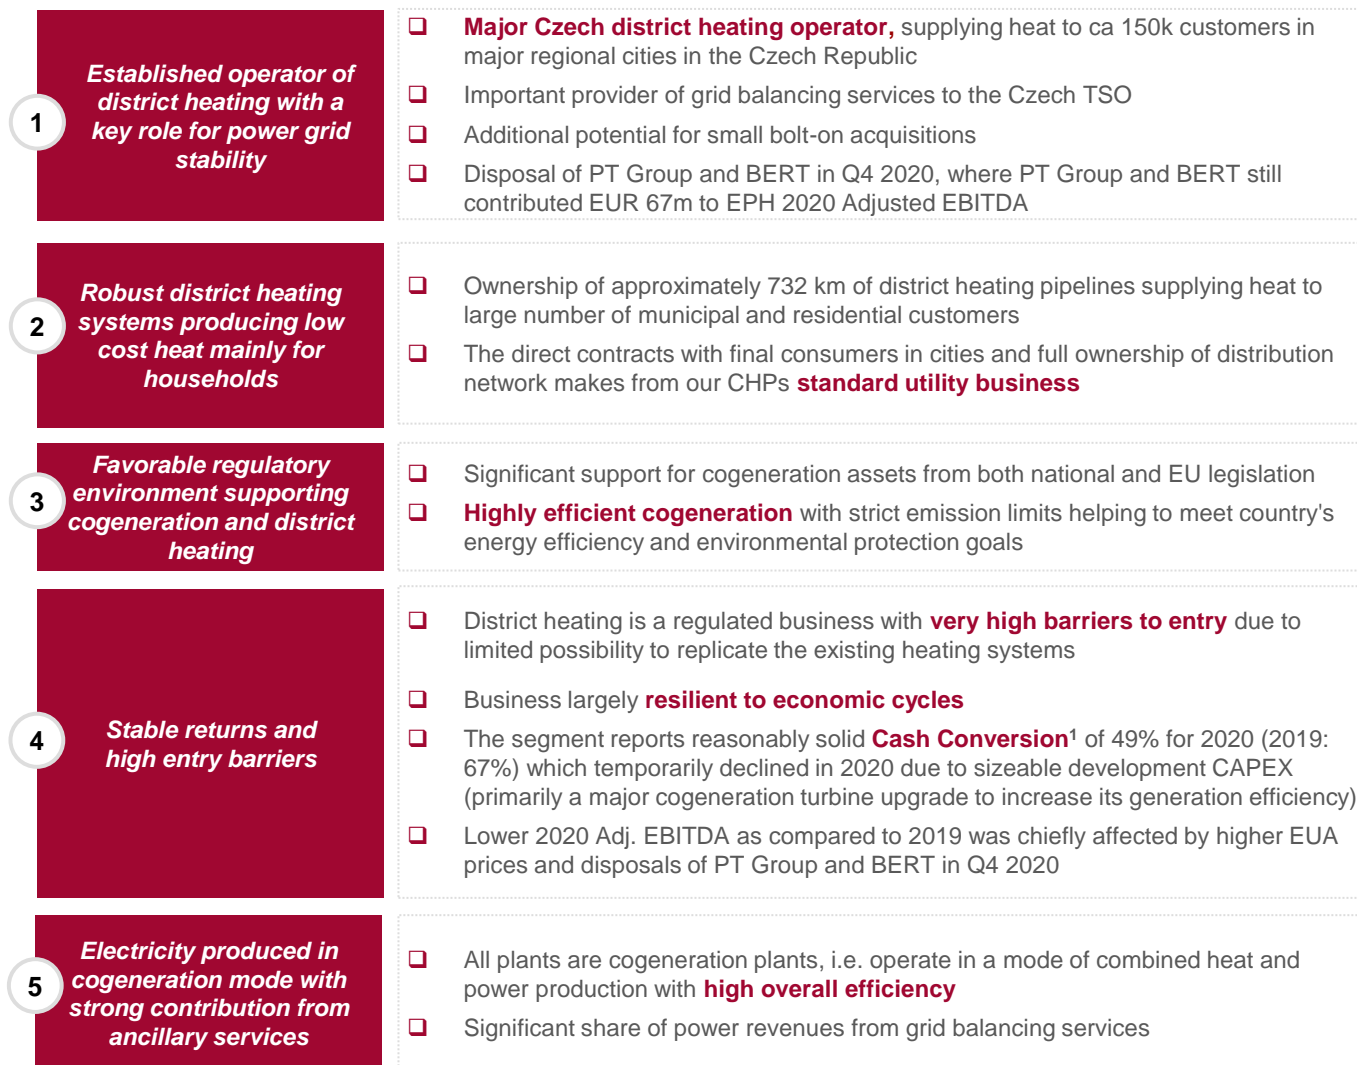 1
Established operator of
district heating with a
key role for power grid
stability
❑ Major Czech district heating operator, supplying heat to ca 150k customers in
major regional cities in the Czech Republic
❑ Important provider of grid balancing services to the Czech TSO
❑ Additional potential for small bolt-on acquisitions
❑ Disposal of PT Group and BERT in Q4 2020, where PT Group and BERT still
contributed EUR 67m to EPH 2020 Adjusted EBITDA
2
Robust district heating
systems producing low
cost heat mainly for
households
❑ Ownership of approximately 732 km of district heating pipelines supplying heat to
large number of municipal and residential customers
❑ The direct contracts with final consumers in cities and full ownership of distribution
network makes from our CHPs standard utility business
3
Favorable regulatory
environment supporting
cogeneration and district
heating
❑ Significant support for cogeneration assets from both national and EU legislation
❑ Highly efficient cogeneration with strict emission limits helping to meet country's
energy efficiency and environmental protection goals
4
Stable returns and
high entry barriers
❑ District heating is a regulated business with very high barriers to entry due to
limited possibility to replicate the existing heating systems
❑ Business largely resilient to economic cycles
❑ The segment reports reasonably solid Cash Conversion¹ of 49% for 2020 (2019:
67%) which temporarily declined in 2020 due to sizeable development CAPEX
(primarily a major cogeneration turbine upgrade to increase its generation efficiency)
❑ Lower 2020 Adj. EBITDA as compared to 2019 was chiefly affected by higher EUA
prices and disposals of PT Group and BERT in Q4 2020
5
Electricity produced in
cogeneration mode with
strong contribution from
ancillary services
❑ All plants are cogeneration plants, i.e. operate in a mode of combined heat and
power production with high overall efficiency
❑ Significant share of power revenues from grid balancing services